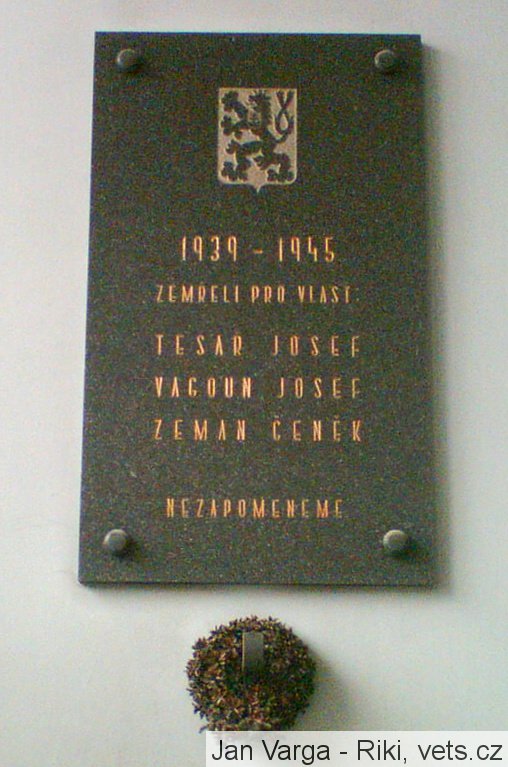 1939 - 1945
ZEMŘELI PRO VLAST:
TESAŘ JOSEF
VAGOUN JOSEF
ZEMAN ČENĚK
NEZAPOMENEME
Jan Varga - Riki, vets.cz